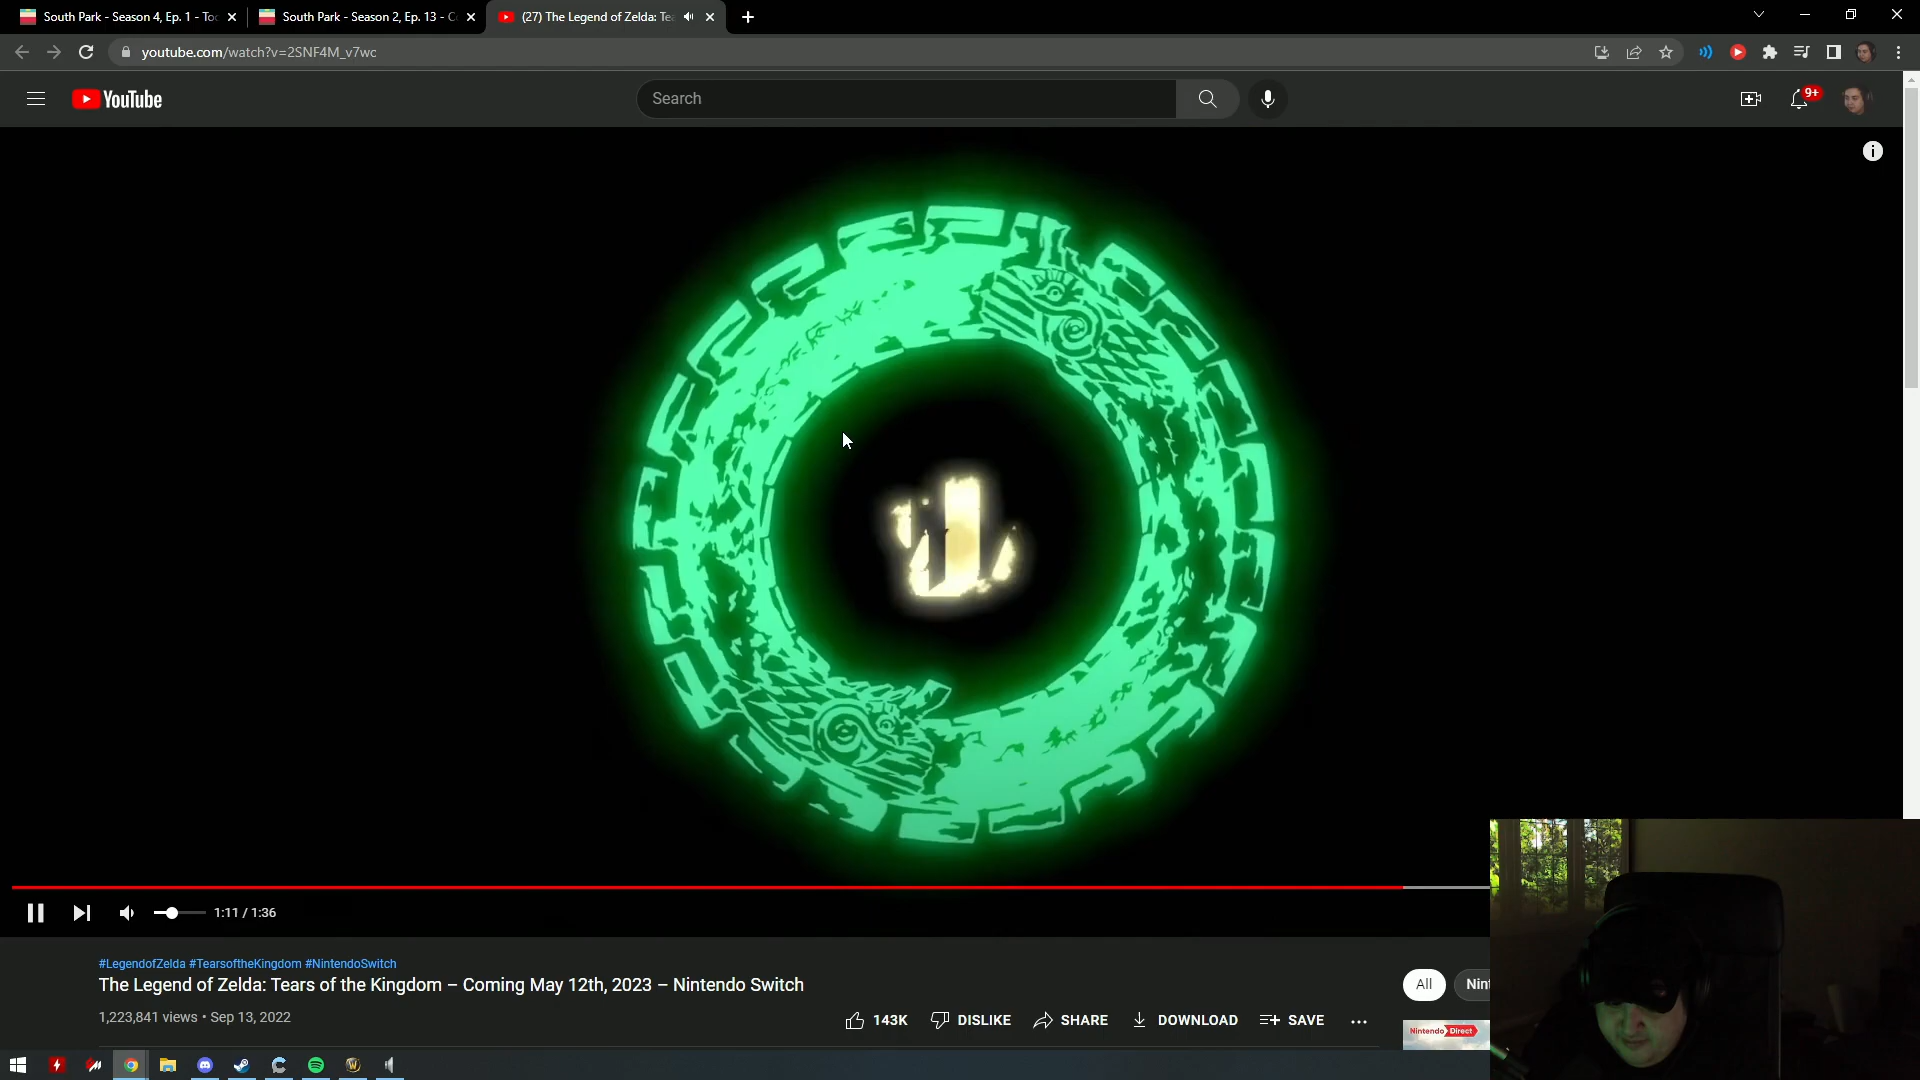 South Park - Season 4, Ep. 1 - Too
South Park - Season 2, Ep. 13 - C
(27) The Legend of Zelda: Te
youtube.com/watch?v=2SNF4M_v7wc
YouTube
Search
9+
1:11 / 1:36
#LegendofZelda #TearsoftheKingdom #NintendoSwitch
The Legend of Zelda: Tears of the Kingdom – Coming May 12th, 2023 – Nintendo Switch
1,223,841 views • Sep 13, 2022
143K
DISLIKE
SHARE
DOWNLOAD
SAVE
All
Nin
Nintendo Direct